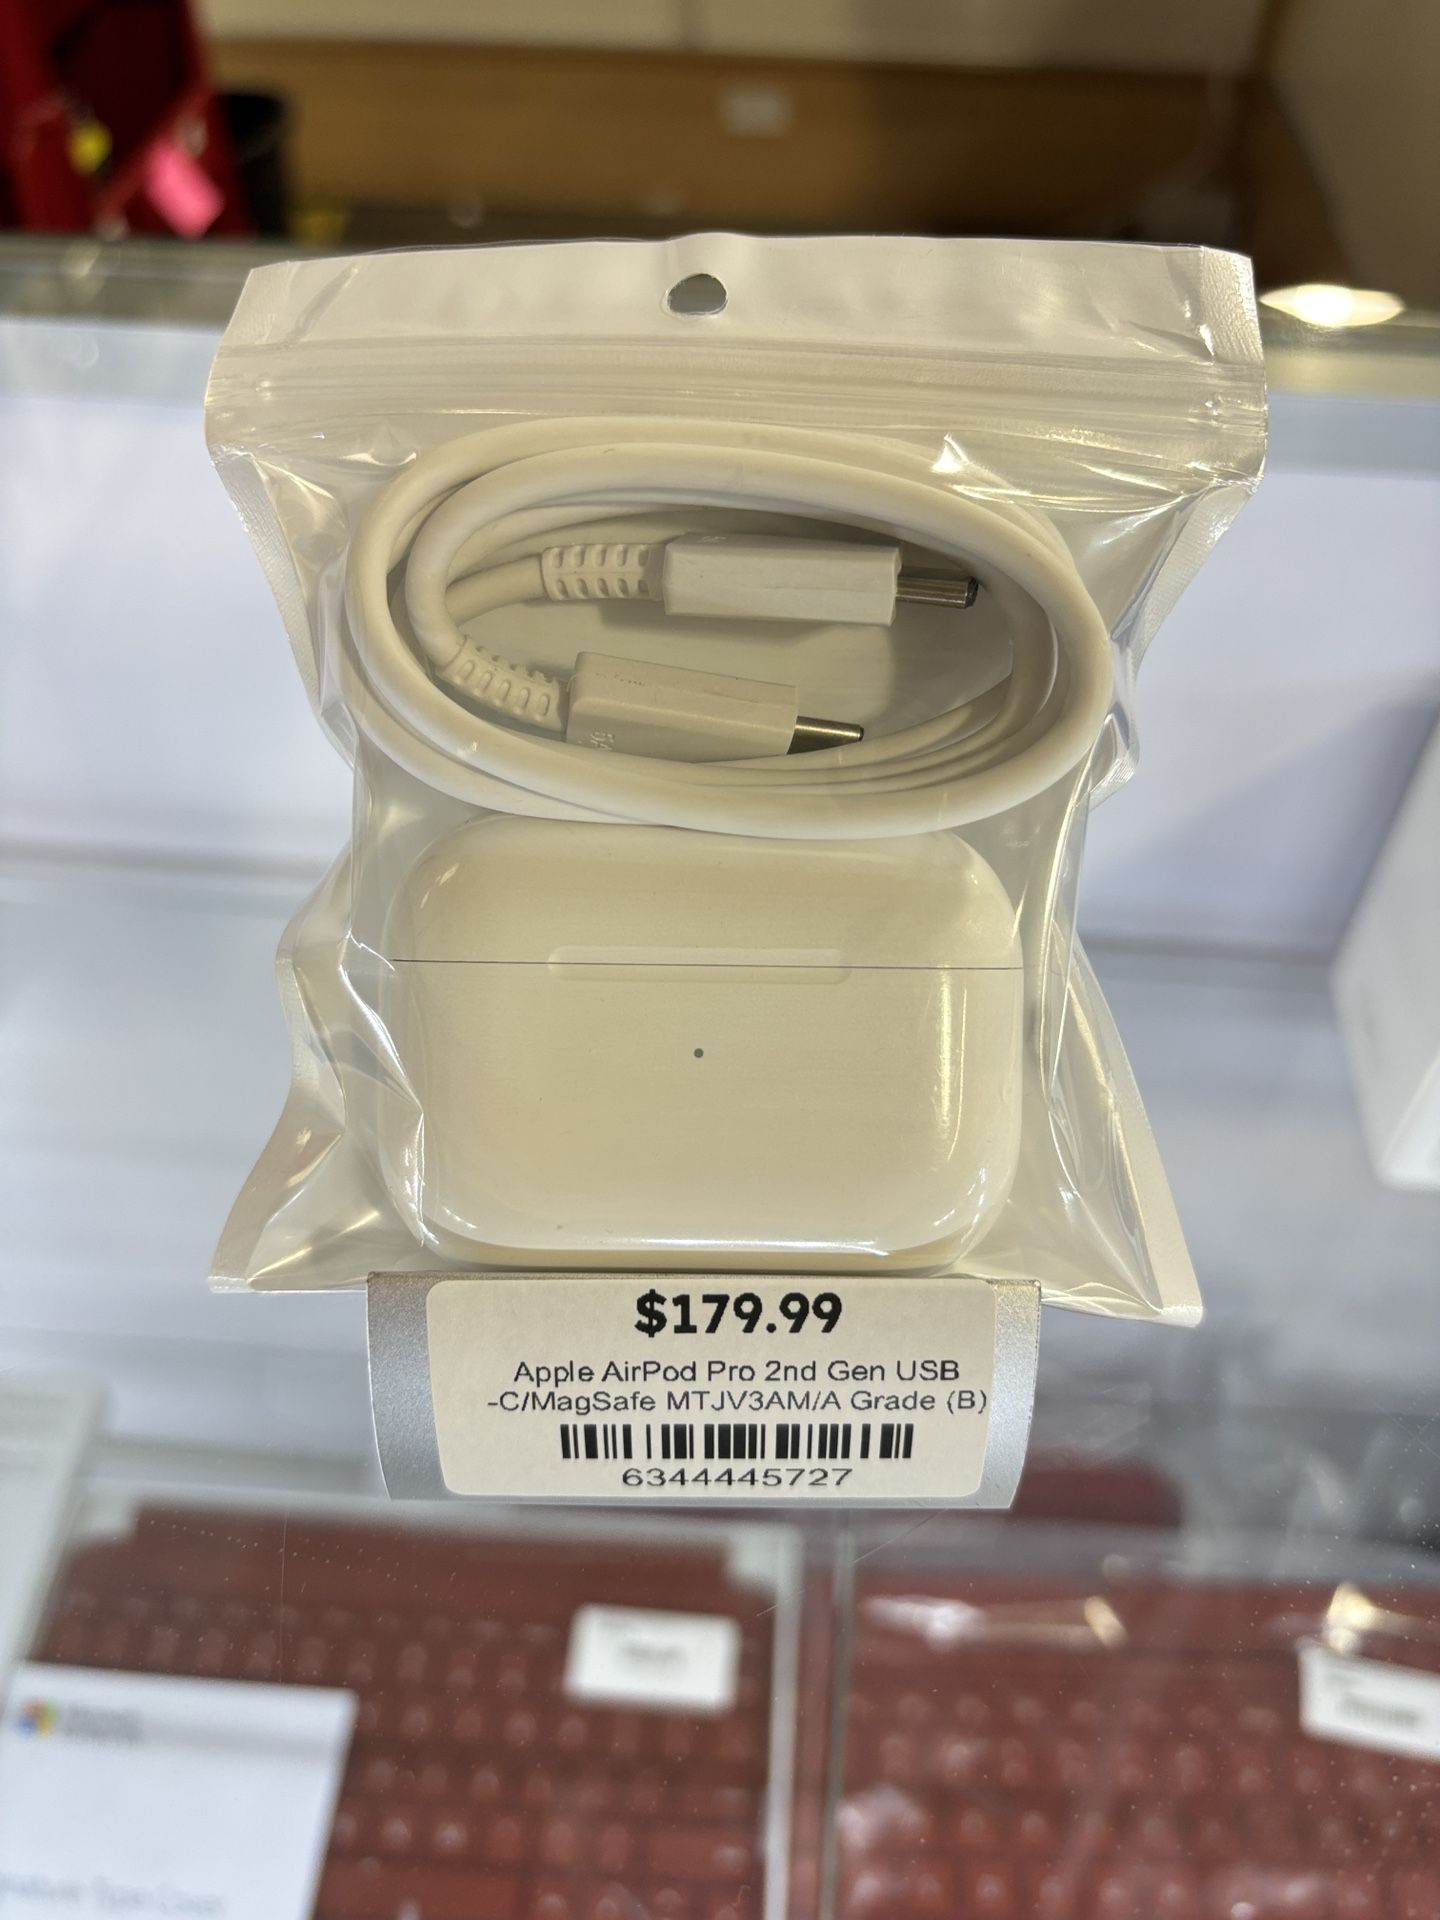 $179.99
Apple AirPod Pro 2nd Gen USB
-C/MagSafe MTJV3AM/A Grade (B)
6344445727